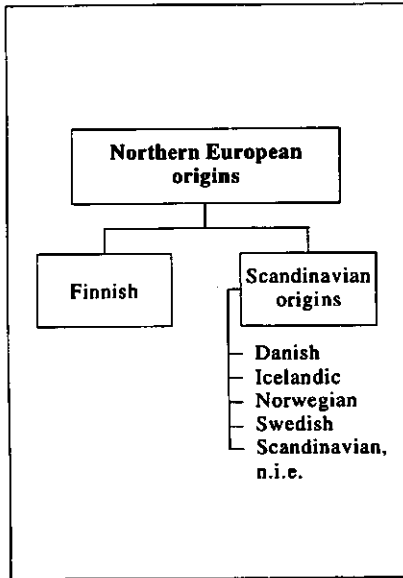 Northern European
origins
Finnish
Scandinavian
origins
Danish
Icelandic
Norwegian
Swedish
Scandinavian,
n.i.e.